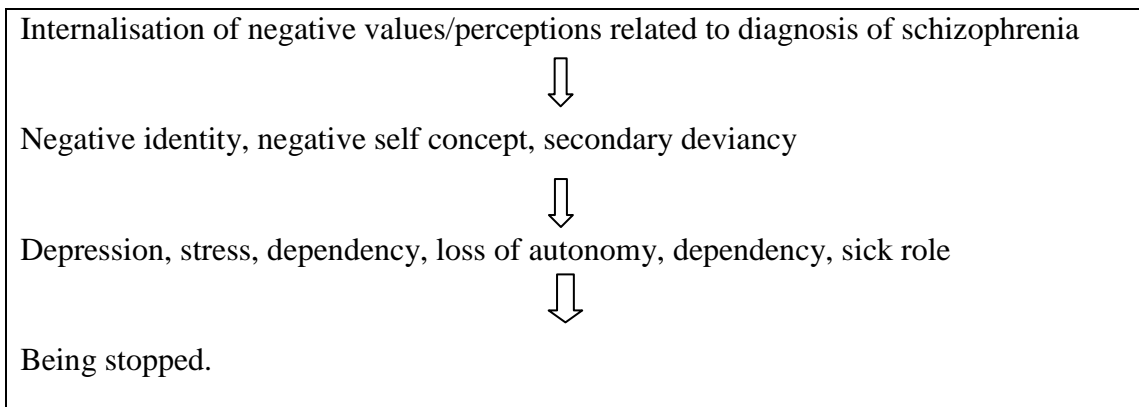 Internalisation of negative values/perceptions related to diagnosis of schizophrenia
Negative identity, negative self concept, secondary deviancy
Depression, stress, dependency, loss of autonomy, dependency, sick role
Being stopped.